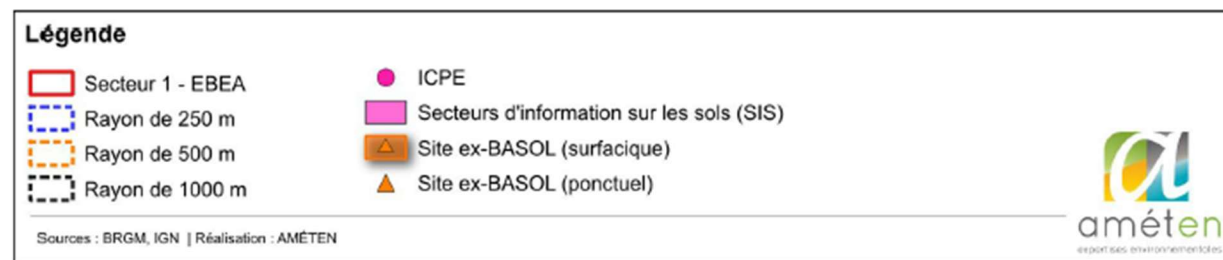 Légende
Secteur 1 - EBEA
Rayon de 250 m
Rayon de 500 m
Rayon de 1000 m
ICPE
Secteurs d'information sur les sols (SIS)
Site ex-BASOL (surfacique)
Site ex-BASOL (ponctuel)
Sources : BRGM, IGN | Réalisation : AMÉTEN
améten
expertises environnementales